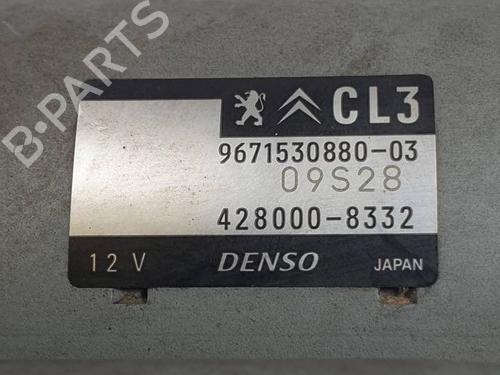 CL3
9671530880-03
09S28
428000-8332
12 V DENSO JAPAN
B-PARTS